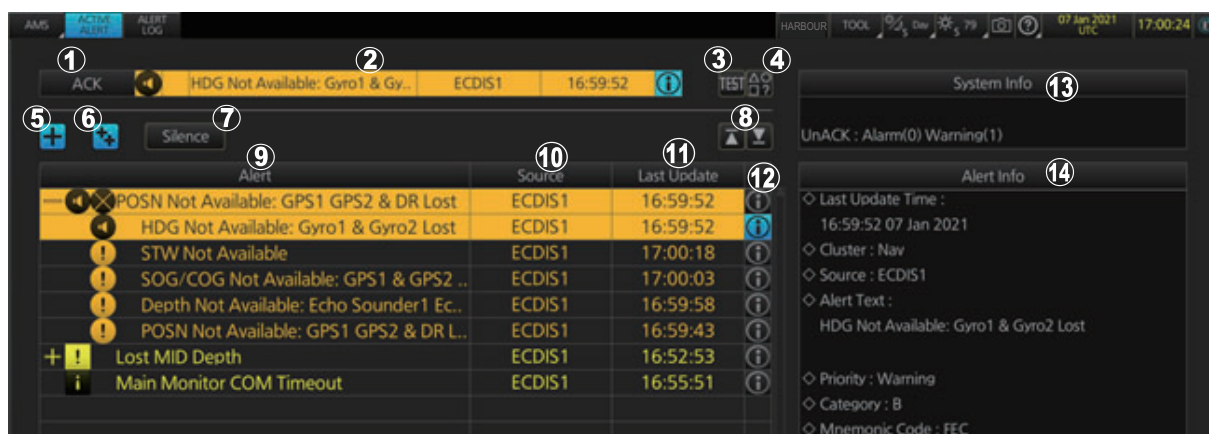 AMS ACTIVE ALERT ALERT LOG HARBOUR TOOL Day 79 07 Jan 2021 UTC 17:00:24
1 2 3 4
ACK HDG Not Available: Gyro1 & Gy.. ECDIS1 16:59:52 TEST System Info 13
5 6 7 8
Silence UnACK : Alarm(0) Warning(1)
9 10 11 12
Alert Source Last Update Alert Info 14
POSN Not Available: GPS1 GPS2 & DR Lost ECDIS1 16:59:52 Last Update Time :
HDG Not Available: Gyro1 & Gyro2 Lost ECDIS1 16:59:52 16:59:52 07 Jan 2021
STW Not Available ECDIS1 17:00:18 Cluster : Nav
SOG/COG Not Available: GPS1 & GPS2 .. ECDIS1 17:00:03 Source : ECDIS1
Depth Not Available: Echo Sounder1 Ec.. ECDIS1 16:59:58 Alert Text :
POSN Not Available: GPS1 GPS2 & DR L.. ECDIS1 16:59:43 HDG Not Available: Gyro1 & Gyro2 Lost
Lost MID Depth ECDIS1 16:52:53
Main Monitor COM Timeout ECDIS1 16:55:51 Priority : Warning
Category : B
Mnemonic Code : FEC